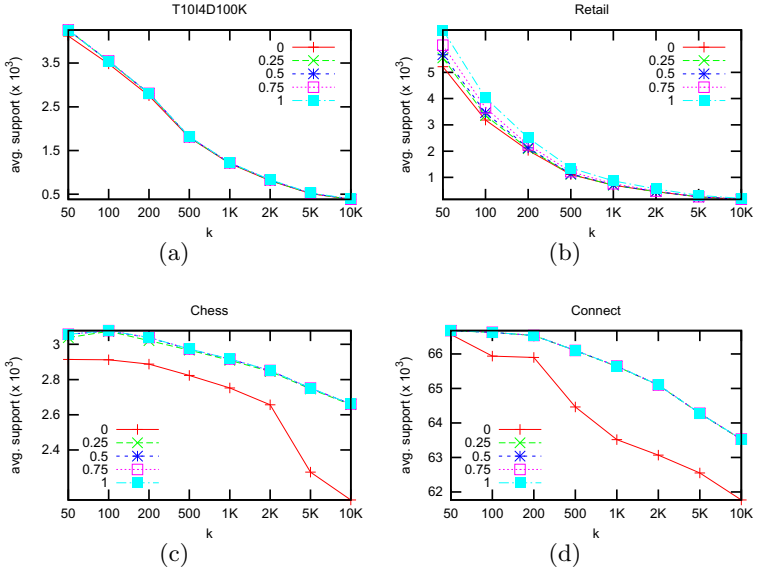 T10I4D100K
avg. support (x 10³)
3.5
2.5
1.5
0.5
0
0.25
0.5
0.75
1
50 100 200 500 1K 2K 5K 10K
k
(a)
Retail
avg. support (x 10³)
5
4
3
2
1
0
0.25
0.5
0.75
1
50 100 200 500 1K 2K 5K 10K
k
(b)
Chess
avg. support (x 10³)
3
2.8
2.6
2.4
0
0.25
0.5
0.75
1
50 100 200 500 1K 2K 5K 10K
k
(c)
Connect
avg. support (x 10³)
66
65
64
63
62
0
0.25
0.5
0.75
1
50 100 200 500 1K 2K 5K 10K
k
(d)